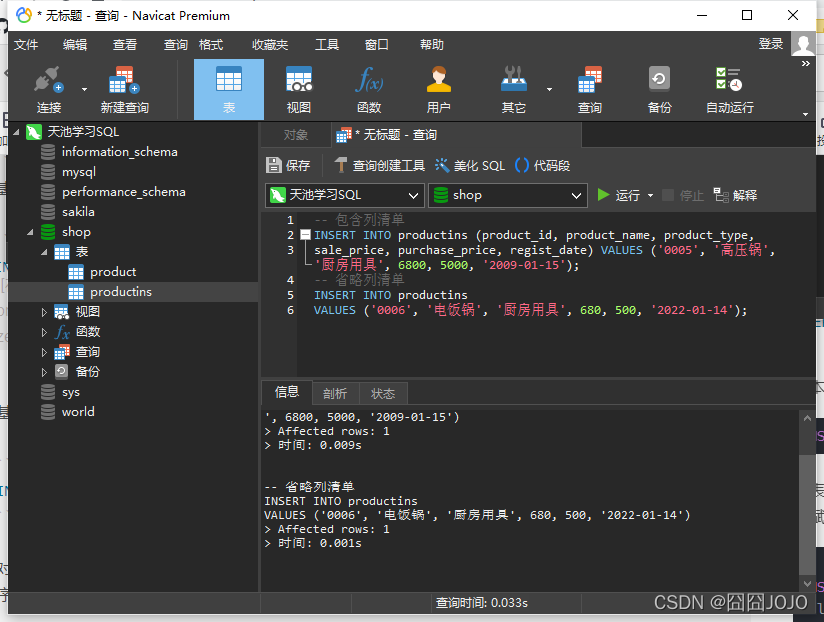 * 无标题 - 查询 - Navicat Premium
文件 编辑 查看 查询 格式 收藏夹 工具 窗口 帮助 登录
连接 新建查询 表 视图 函数 用户 其它 查询 备份 自动运行
天池学习SQL
information_schema
mysql
performance_schema
sakila
shop
表
product
productins
视图
函数
查询
备份
sys
world
对象 * 无标题 - 查询
保存 查询创建工具 美化 SQL 代码段
天池学习SQL shop 运行 停止 解释
1 -- 包含列清单
2 INSERT INTO productins (product_id, product_name, product_type,
3 sale_price, purchase_price, regist_date) VALUES ('0005', '高压锅',
'厨房用具', 6800, 5000, '2009-01-15');
4 -- 省略列清单
5 INSERT INTO productins
6 VALUES ('0006', '电饭锅', '厨房用具', 680, 500, '2022-01-14');
信息 剖析 状态
', 6800, 5000, '2009-01-15')
> Affected rows: 1
> 时间: 0.009s
-- 省略列清单
INSERT INTO productins
VALUES ('0006', '电饭锅', '厨房用具', 680, 500, '2022-01-14')
> Affected rows: 1
> 时间: 0.001s
查询时间: 0.033s
CSDN @囧囧JOJO